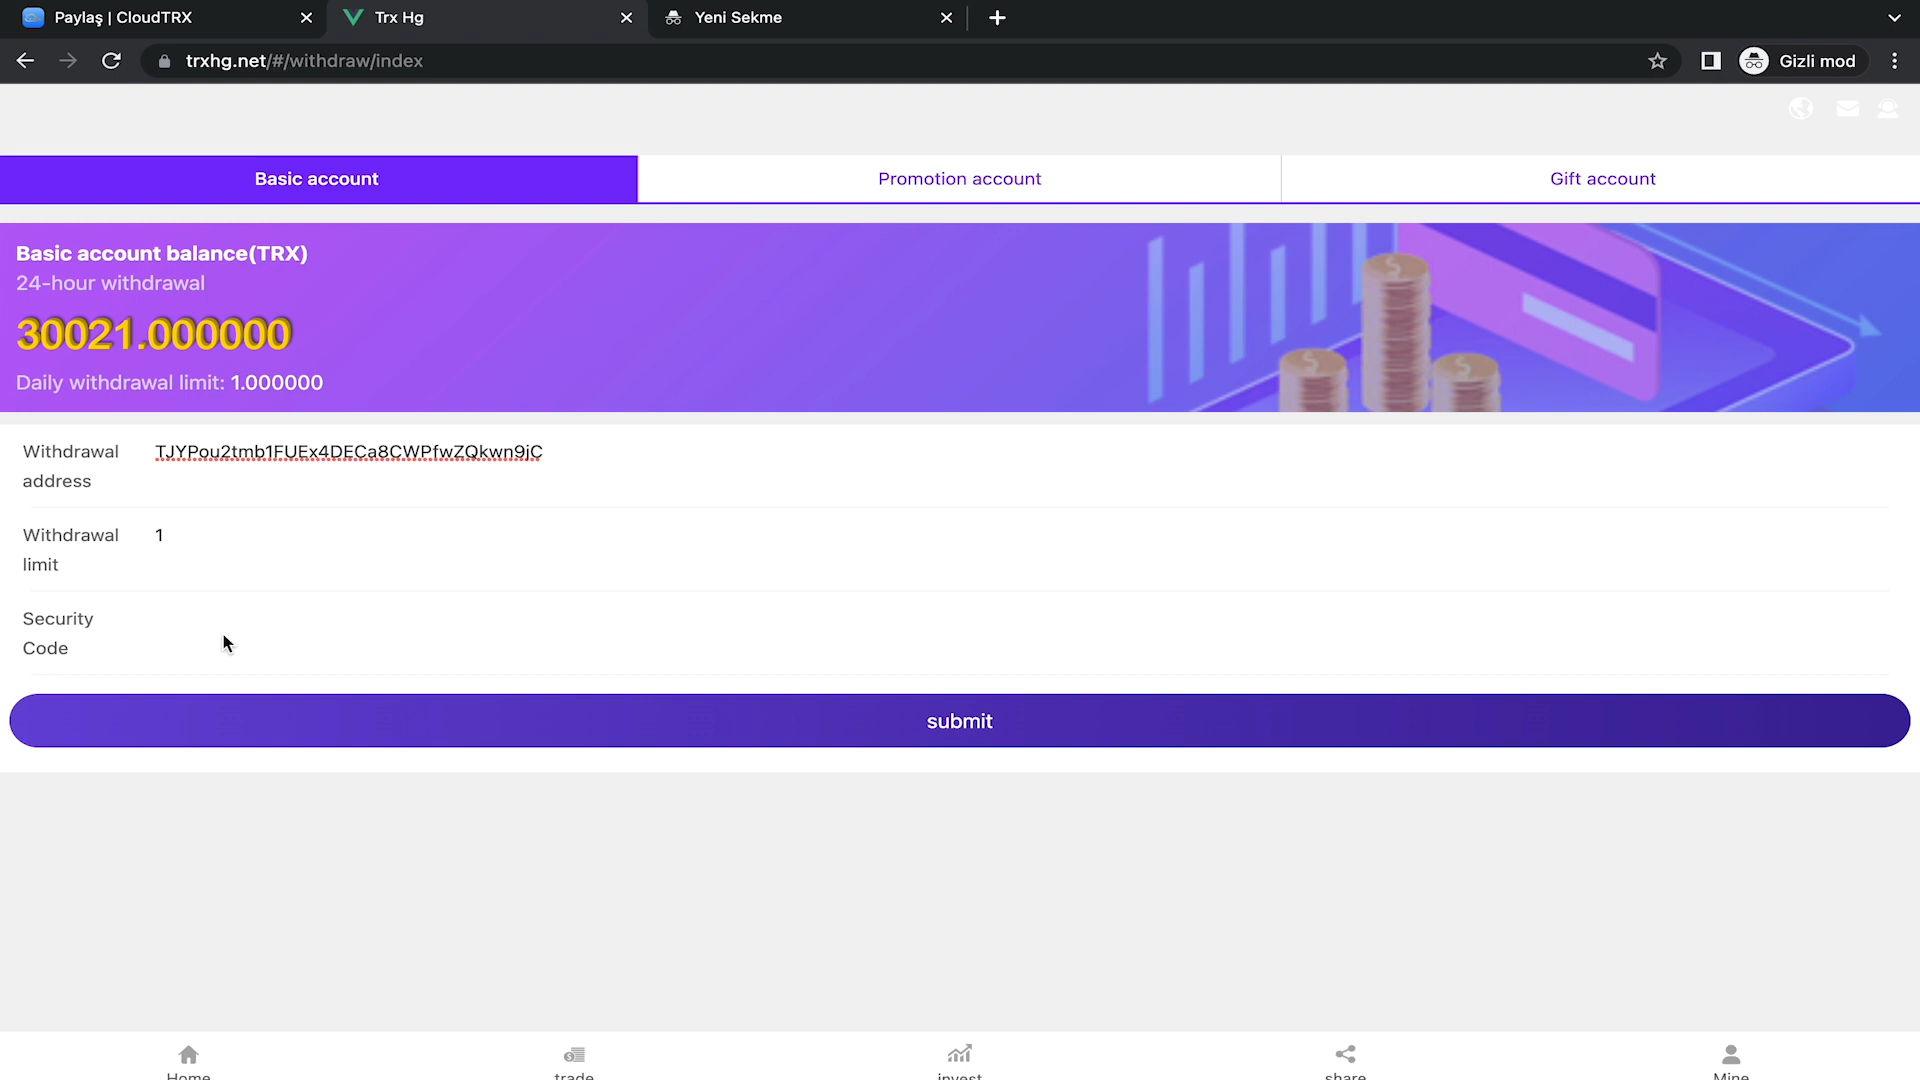 Paylaş | CloudTRX
Trx Hg
Yeni Sekme
trxhg.net/#/withdraw/index
Gizli mod
Basic account
Promotion account
Gift account
Basic account balance(TRX)
24-hour withdrawal
30021.000000
Daily withdrawal limit: 1.000000
Withdrawal address
TJYPou2tmb1FUEx4DECa8CWPfwZQkwn9jC
Withdrawal limit
1
Security Code
submit
Home
trade
invest
share
Mine